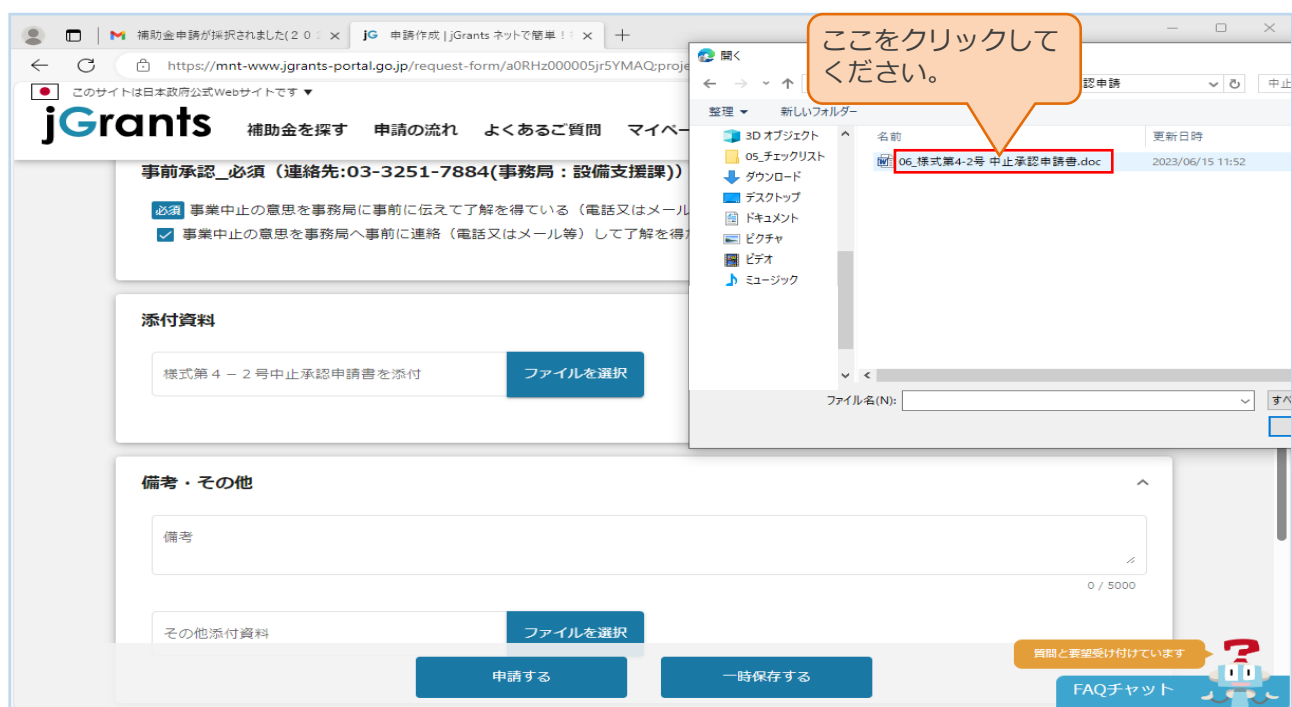 補助金申請が採択されました(２０２
jG 申請作成 | jGrants ネットで簡単！
https://mnt-www.jgrants-portal.go.jp/request-form/a0RHz000005jr5YMAQ;proje
このサイトは日本政府公式Webサイトです ▼
jGrants 補助金を探す 申請の流れ よくあるご質問 マイペー
事前承認_必須（連絡先:03-3251-7884(事務局：設備支援課)）
必須 事業中止の意思を事務局に事前に伝えて了解を得ている（電話又はメール
事業中止の意思を事務局へ事前に連絡（電話又はメール等）して了解を得
添付資料
様式第４－２号中止承認申請書を添付 ファイルを選択
備考・その他
備考
0 / 5000
その他添付資料 ファイルを選択
申請する 一時保存する
質問と要望受け付けています
FAQチャット
ここをクリックして
ください。
開く
認申請 中止
整理 ▼ 新しいフォルダー
3D オブジェクト
05_チェックリスト
ダウンロード
デスクトップ
ドキュメント
ピクチャ
ビデオ
ミュージック
名前 更新日時
06_様式第4-2号 中止承認申請書.doc 2023/06/15 11:52
ファイル名(N): すべ